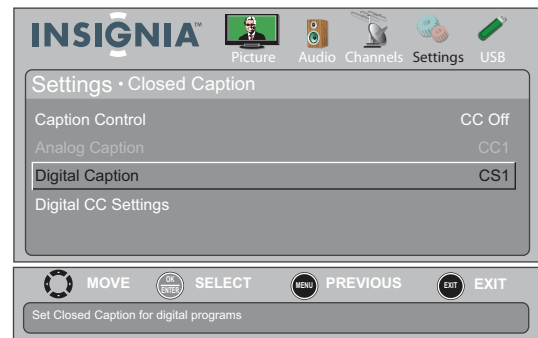 INSIGNIA™
Picture Audio Channels Settings USB
Settings · Closed Caption
Caption Control CC Off
Analog Caption CC1
Digital Caption CS1
Digital CC Settings
MOVE OK ENTER SELECT MENU PREVIOUS EXIT EXIT
Set Closed Caption for digital programs